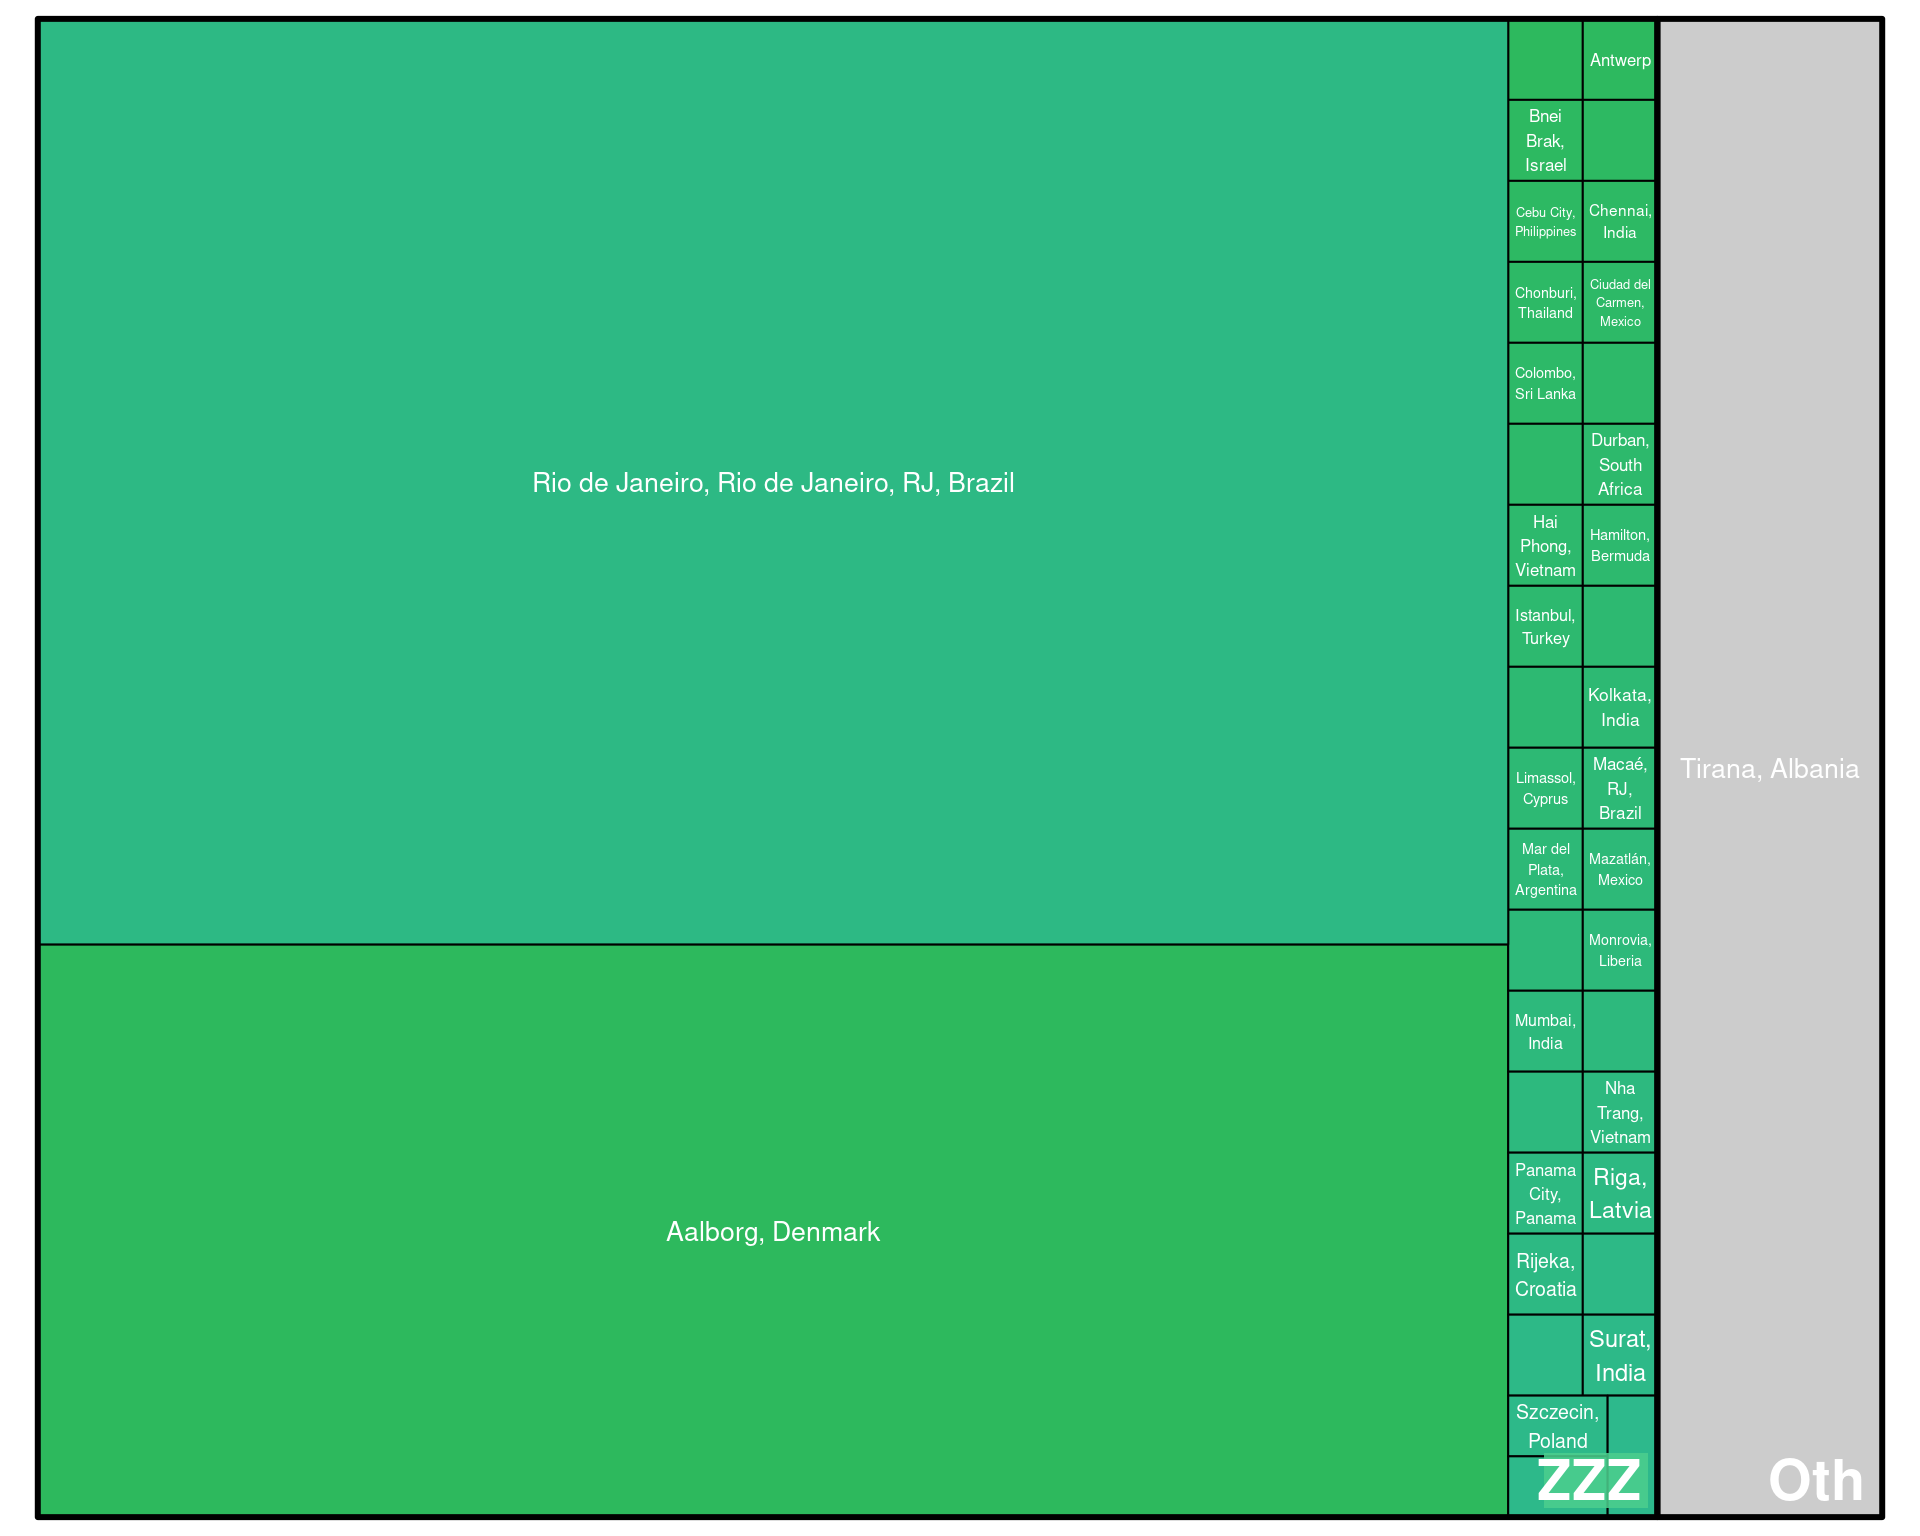 Rio de Janeiro, Rio de Janeiro, RJ, Brazil
Aalborg, Denmark
Antwerp
Bnei
Brak,
Israel
Cebu City,
Philippines
Chennai,
India
Chonburi,
Thailand
Ciudad del
Carmen,
Mexico
Colombo,
Sri Lanka
Durban,
South
Africa
Hai
Phong,
Vietnam
Hamilton,
Bermuda
Istanbul,
Turkey
Kolkata,
India
Limassol,
Cyprus
Macaé,
RJ,
Brazil
Mar del
Plata,
Argentina
Mazatlán,
Mexico
Monrovia,
Liberia
Mumbai,
India
Nha
Trang,
Vietnam
Panama
City,
Panama
Riga,
Latvia
Rijeka,
Croatia
Surat,
India
Szczecin,
Poland
ZZZ
Tirana, Albania
Oth